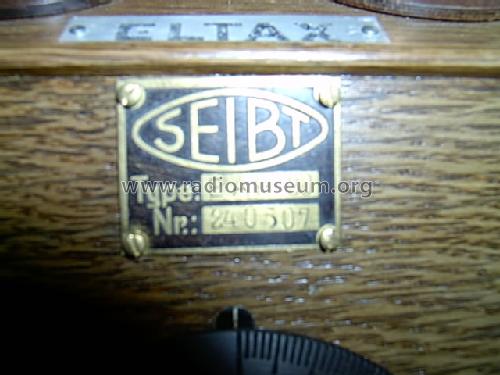 ELTAX
SEIBT
Type:
www.radiomuseum.org
Nr.: 240507